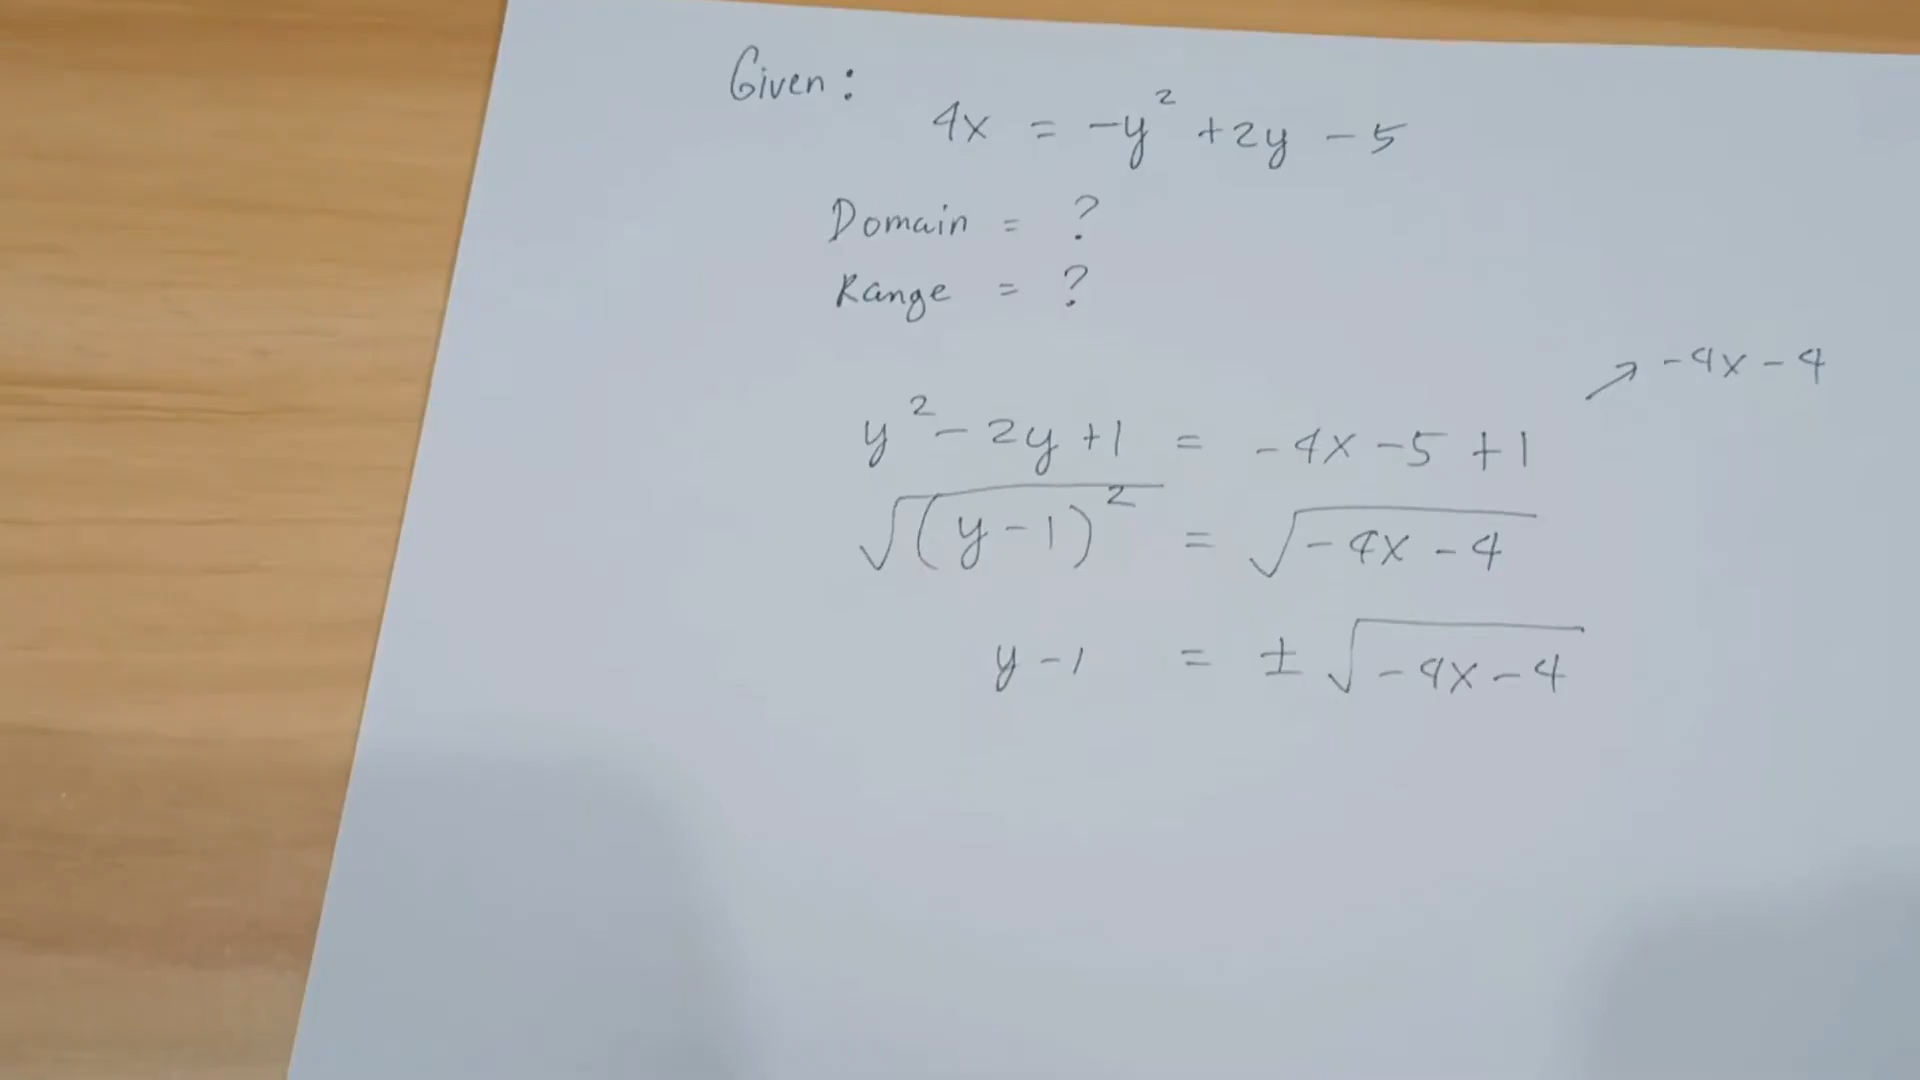 Given:
4x = -y² + 2y - 5
Domain = ?
Range = ?
↗ -4x - 4
y² - 2y + 1 = -4x - 5 + 1
√(y - 1)² = √-4x - 4
y - 1 = ± √-4x - 4